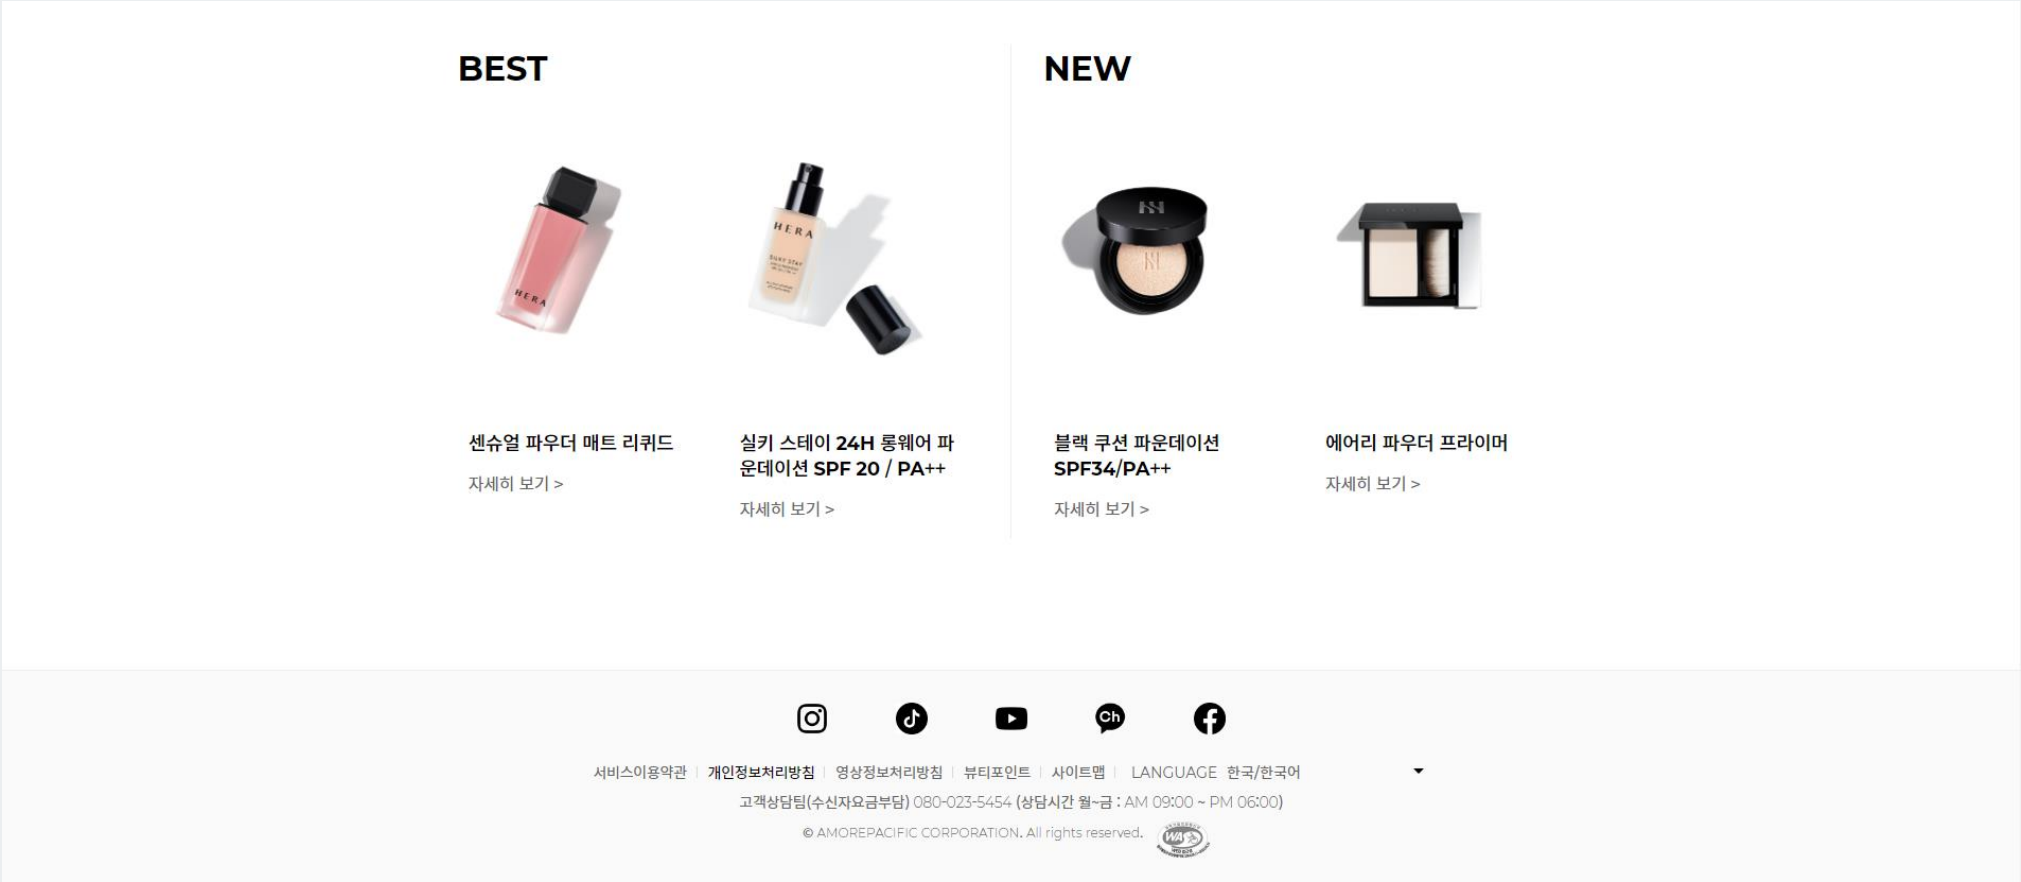 BEST
NEW
HERA
HERA
SILKY STAY
센슈얼 파우더 매트 리퀴드
자세히 보기 >
실키 스테이 24H 롱웨어 파
운데이션 SPF 20 / PA++
자세히 보기 >
블랙 쿠션 파운데이션
SPF34/PA++
자세히 보기 >
에어리 파우더 프라이머
자세히 보기 >
Ch
서비스이용약관 개인정보처리방침 영상정보처리방침 뷰티포인트 사이트맵 LANGUAGE 한국/한국어
고객상담팀(수신자요금부담) 080-023-5454 (상담시간 월~금 : AM 09:00 ~ PM 06:00)
© AMOREPACIFIC CORPORATION. All rights reserved.
WA